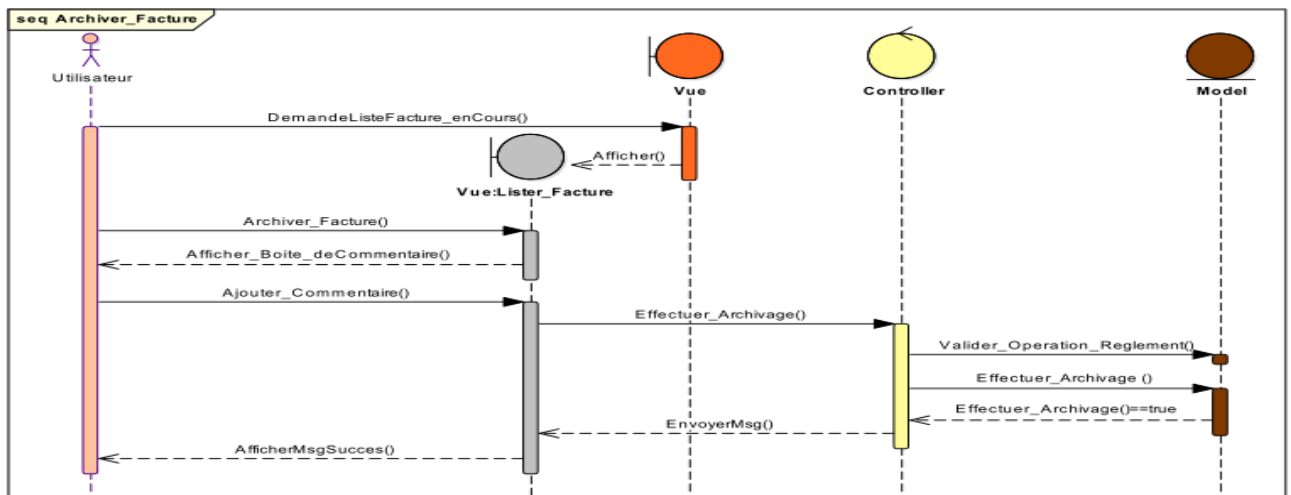 seq Archiver_Facture
Utilisateur
Vue
Controller
Model
DemandeListeFacture_enCours()
Afficher()
Vue:Lister_Facture
Archiver_Facture()
Afficher_Boite_deCommentaire()
Ajouter_Commentaire()
Effectuer_Archivage()
Valider_Operation_Reglement()
Effectuer_Archivage ()
Effectuer_Archivage()==true
EnvoyerMsg()
AfficherMsgSucces()